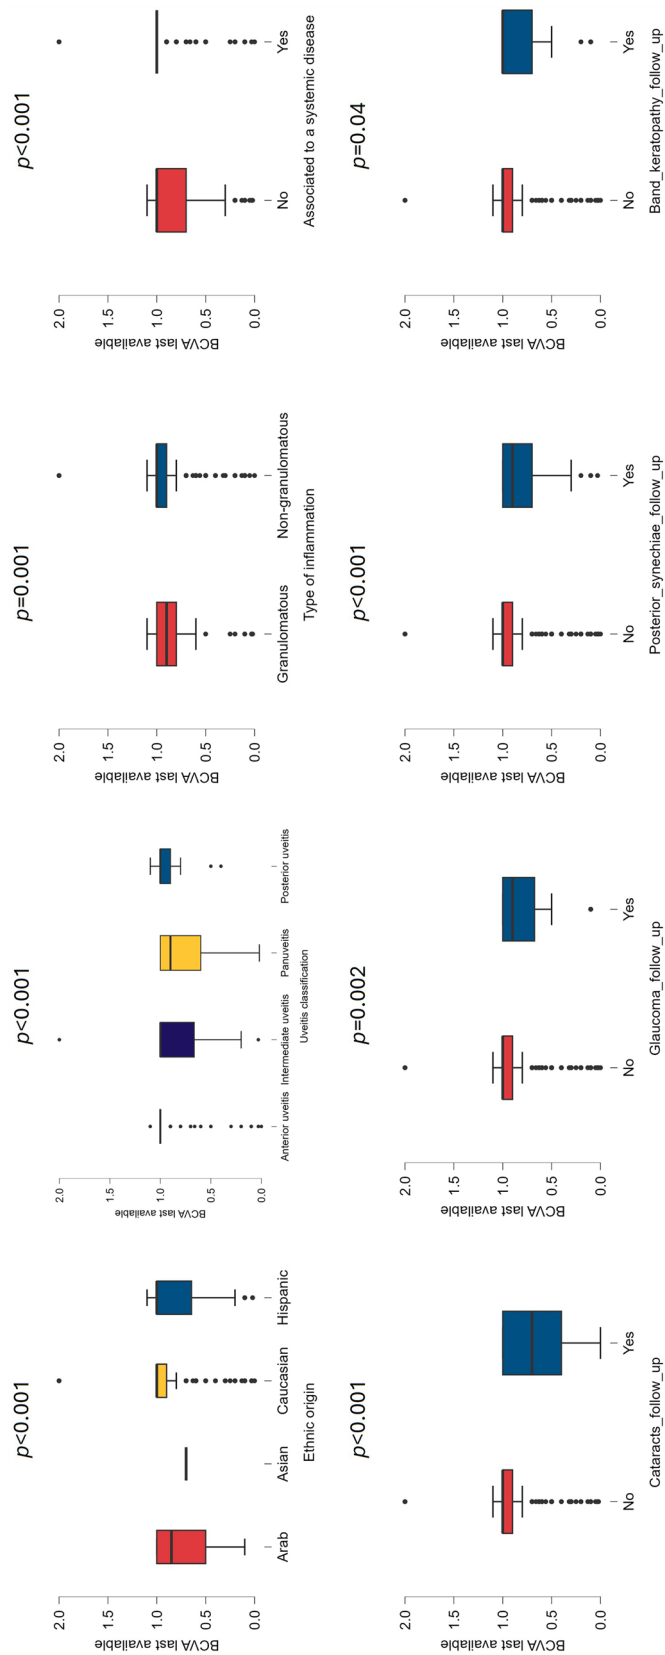 p<0.001
BCVA last available
2.0
1.5
1.0
0.5
0.0
Arab
Asian
Caucasian
Hispanic
Ethnic origin
p<0.001
BCVA last available
2.0
1.5
1.0
0.5
0.0
Anterior uveitis
Intermediate uveitis
Panuveitis
Posterior uveitis
Uveitis classification
p=0.001
BCVA last available
2.0
1.5
1.0
0.5
0.0
Granulomatous
Non-granulomatous
Type of inflammation
p<0.001
BCVA last available
2.0
1.5
1.0
0.5
0.0
No
Yes
Associated to a systemic disease
p<0.001
BCVA last available
2.0
1.5
1.0
0.5
0.0
No
Yes
Cataracts_follow_up
p=0.002
BCVA last available
2.0
1.5
1.0
0.5
0.0
No
Yes
Glaucoma_follow_up
p<0.001
BCVA last available
2.0
1.5
1.0
0.5
0.0
No
Yes
Posterior_synechiae_follow_up
p=0.04
BCVA last available
2.0
1.5
1.0
0.5
0.0
No
Yes
Band_keratopathy_follow_up